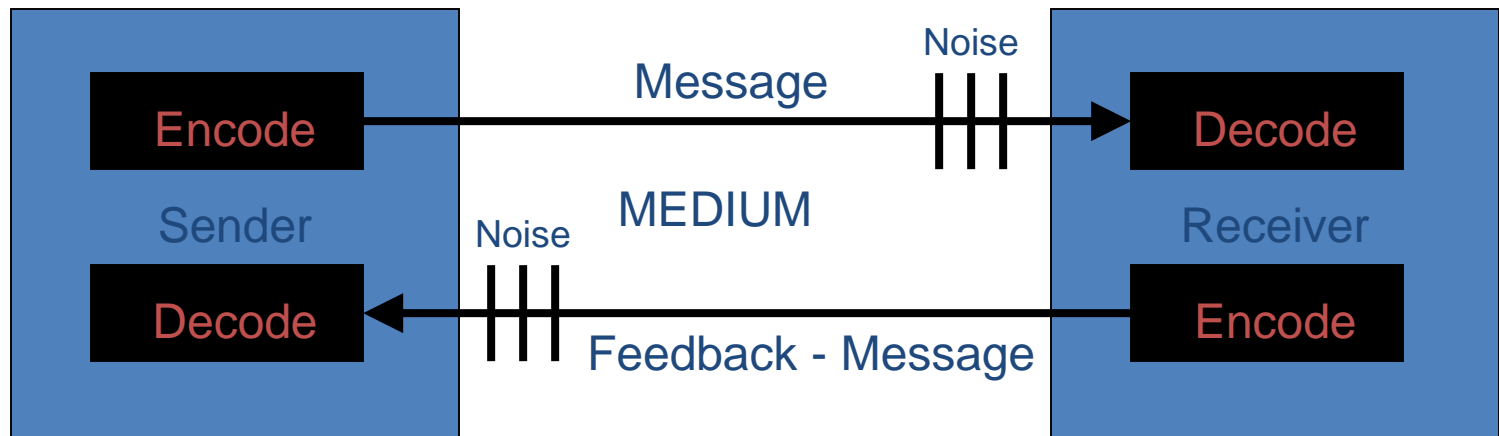 Noise
Message
Encode
Decode
MEDIUM
Sender
Noise
Receiver
Decode
Encode
Feedback - Message